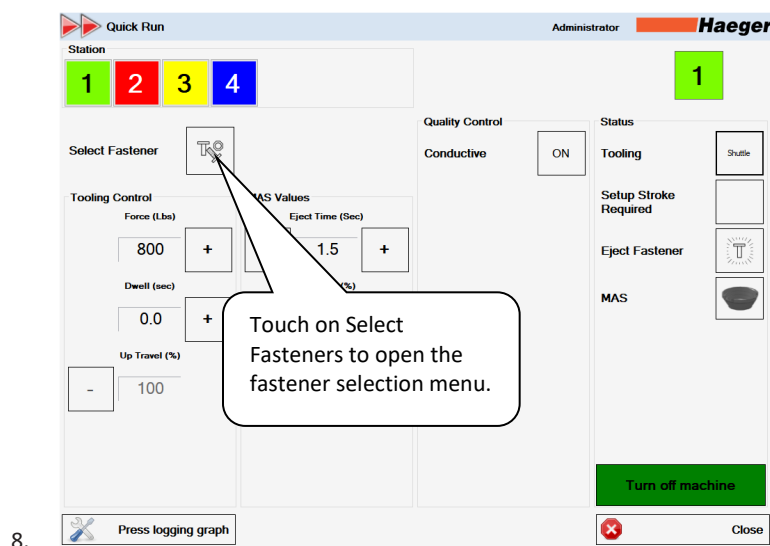 Quick Run
Administrator
Haeger
Station
1 2 3 4
1
Quality Control
Status
Select Fastener
Conductive
ON
Tooling
Shuttle
Tooling Control
MAS Values
Setup Stroke
Required
Force (Lbs)
Eject Time (Sec)
800 +
1.5 +
Eject Fastener
Dwell (sec)
(%)
MAS
0.0 +
Touch on Select
Fasteners to open the
fastener selection menu.
Up Travel (%)
- 100
Turn off machine
8.
Press logging graph
Close